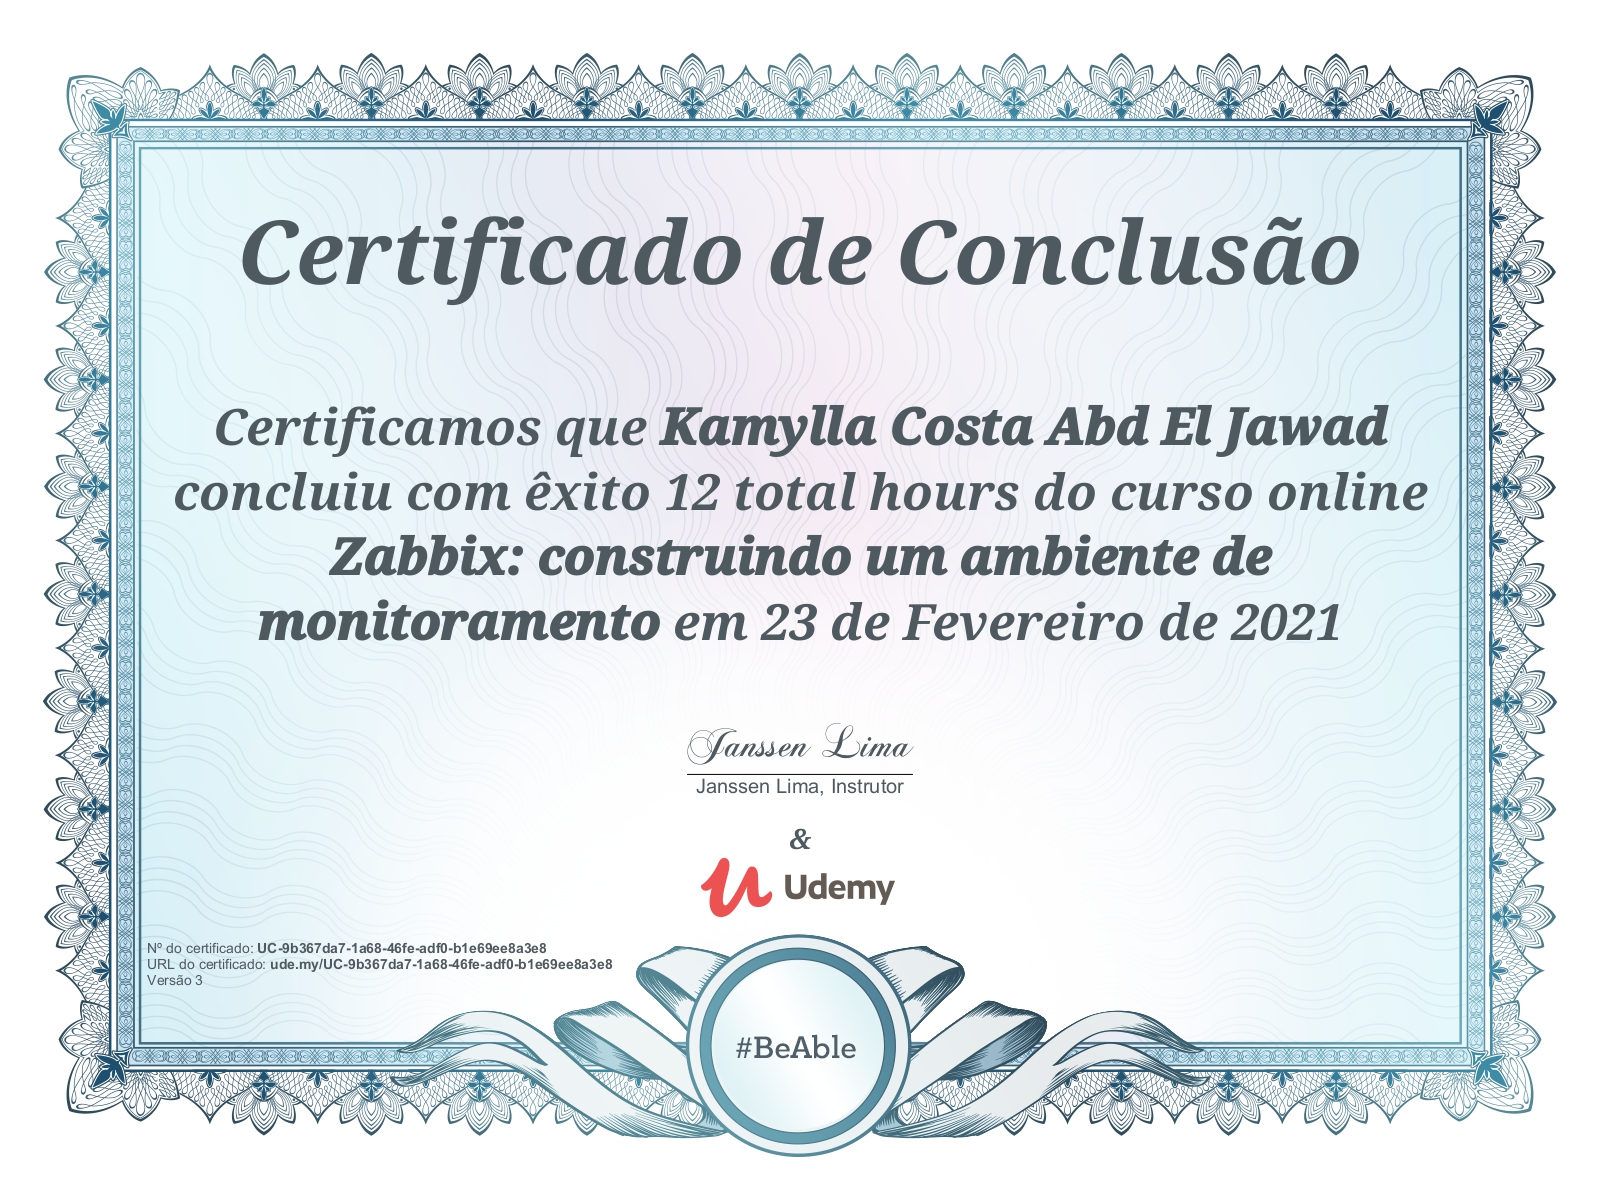 Certificado de Conclusão
Certificamos que Kamylla Costa Abd El Jawad
concluiu com êxito 12 total hours do curso online
Zabbix: construindo um ambiente de
monitoramento em 23 de Fevereiro de 2021
Janssen Lima
Janssen Lima, Instrutor
&
Udemy
Nº do certificado: UC-9b367da7-1a68-46fe-adf0-b1e69ee8a3e8
URL do certificado: ude.my/UC-9b367da7-1a68-46fe-adf0-b1e69ee8a3e8
Versão 3
#BeAble